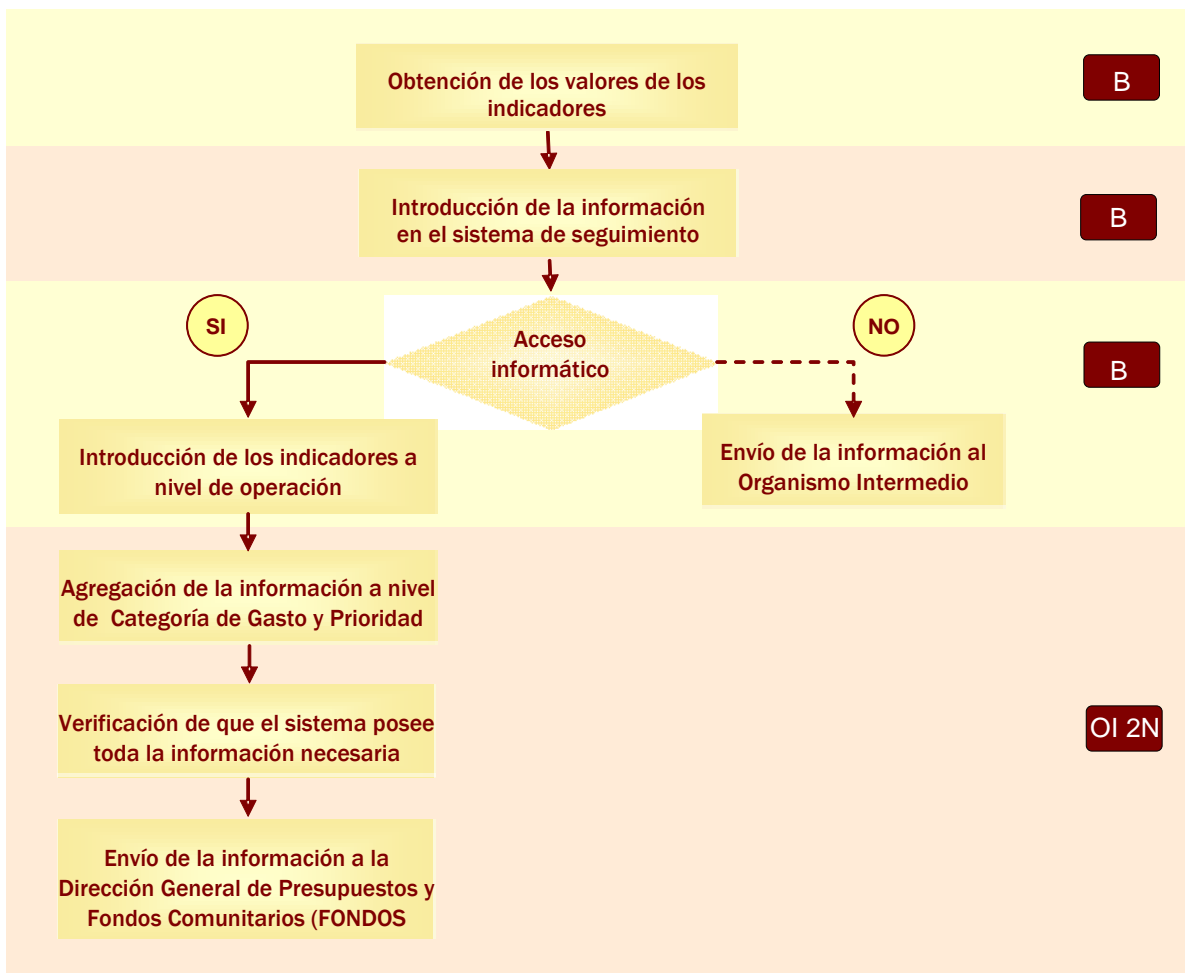 Obtención de los valores de los
indicadores
B
Introducción de la información
en el sistema de seguimiento
B
SI
Acceso
informático
NO
B
Introducción de los indicadores a
nivel de operación
Envío de la información al
Organismo Intermedio
Agregación de la información a nivel
de Categoría de Gasto y Prioridad
Verificación de que el sistema posee
toda la información necesaria
OI 2N
Envío de la información a la
Dirección General de Presupuestos y
Fondos Comunitarios (FONDOS